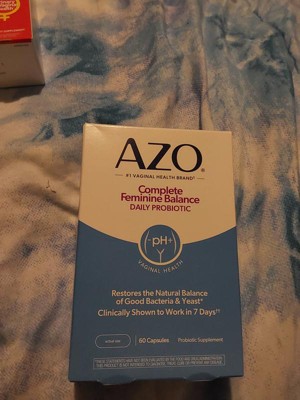 AZO®
#1 VAGINAL HEALTH BRAND†
Complete
Feminine Balance
DAILY PROBIOTIC
- pH+
VAGINAL HEALTH
Restores the Natural Balance
of Good Bacteria & Yeast*
Clinically Shown to Work in 7 Days*†
60 Capsules
Probiotic Supplement